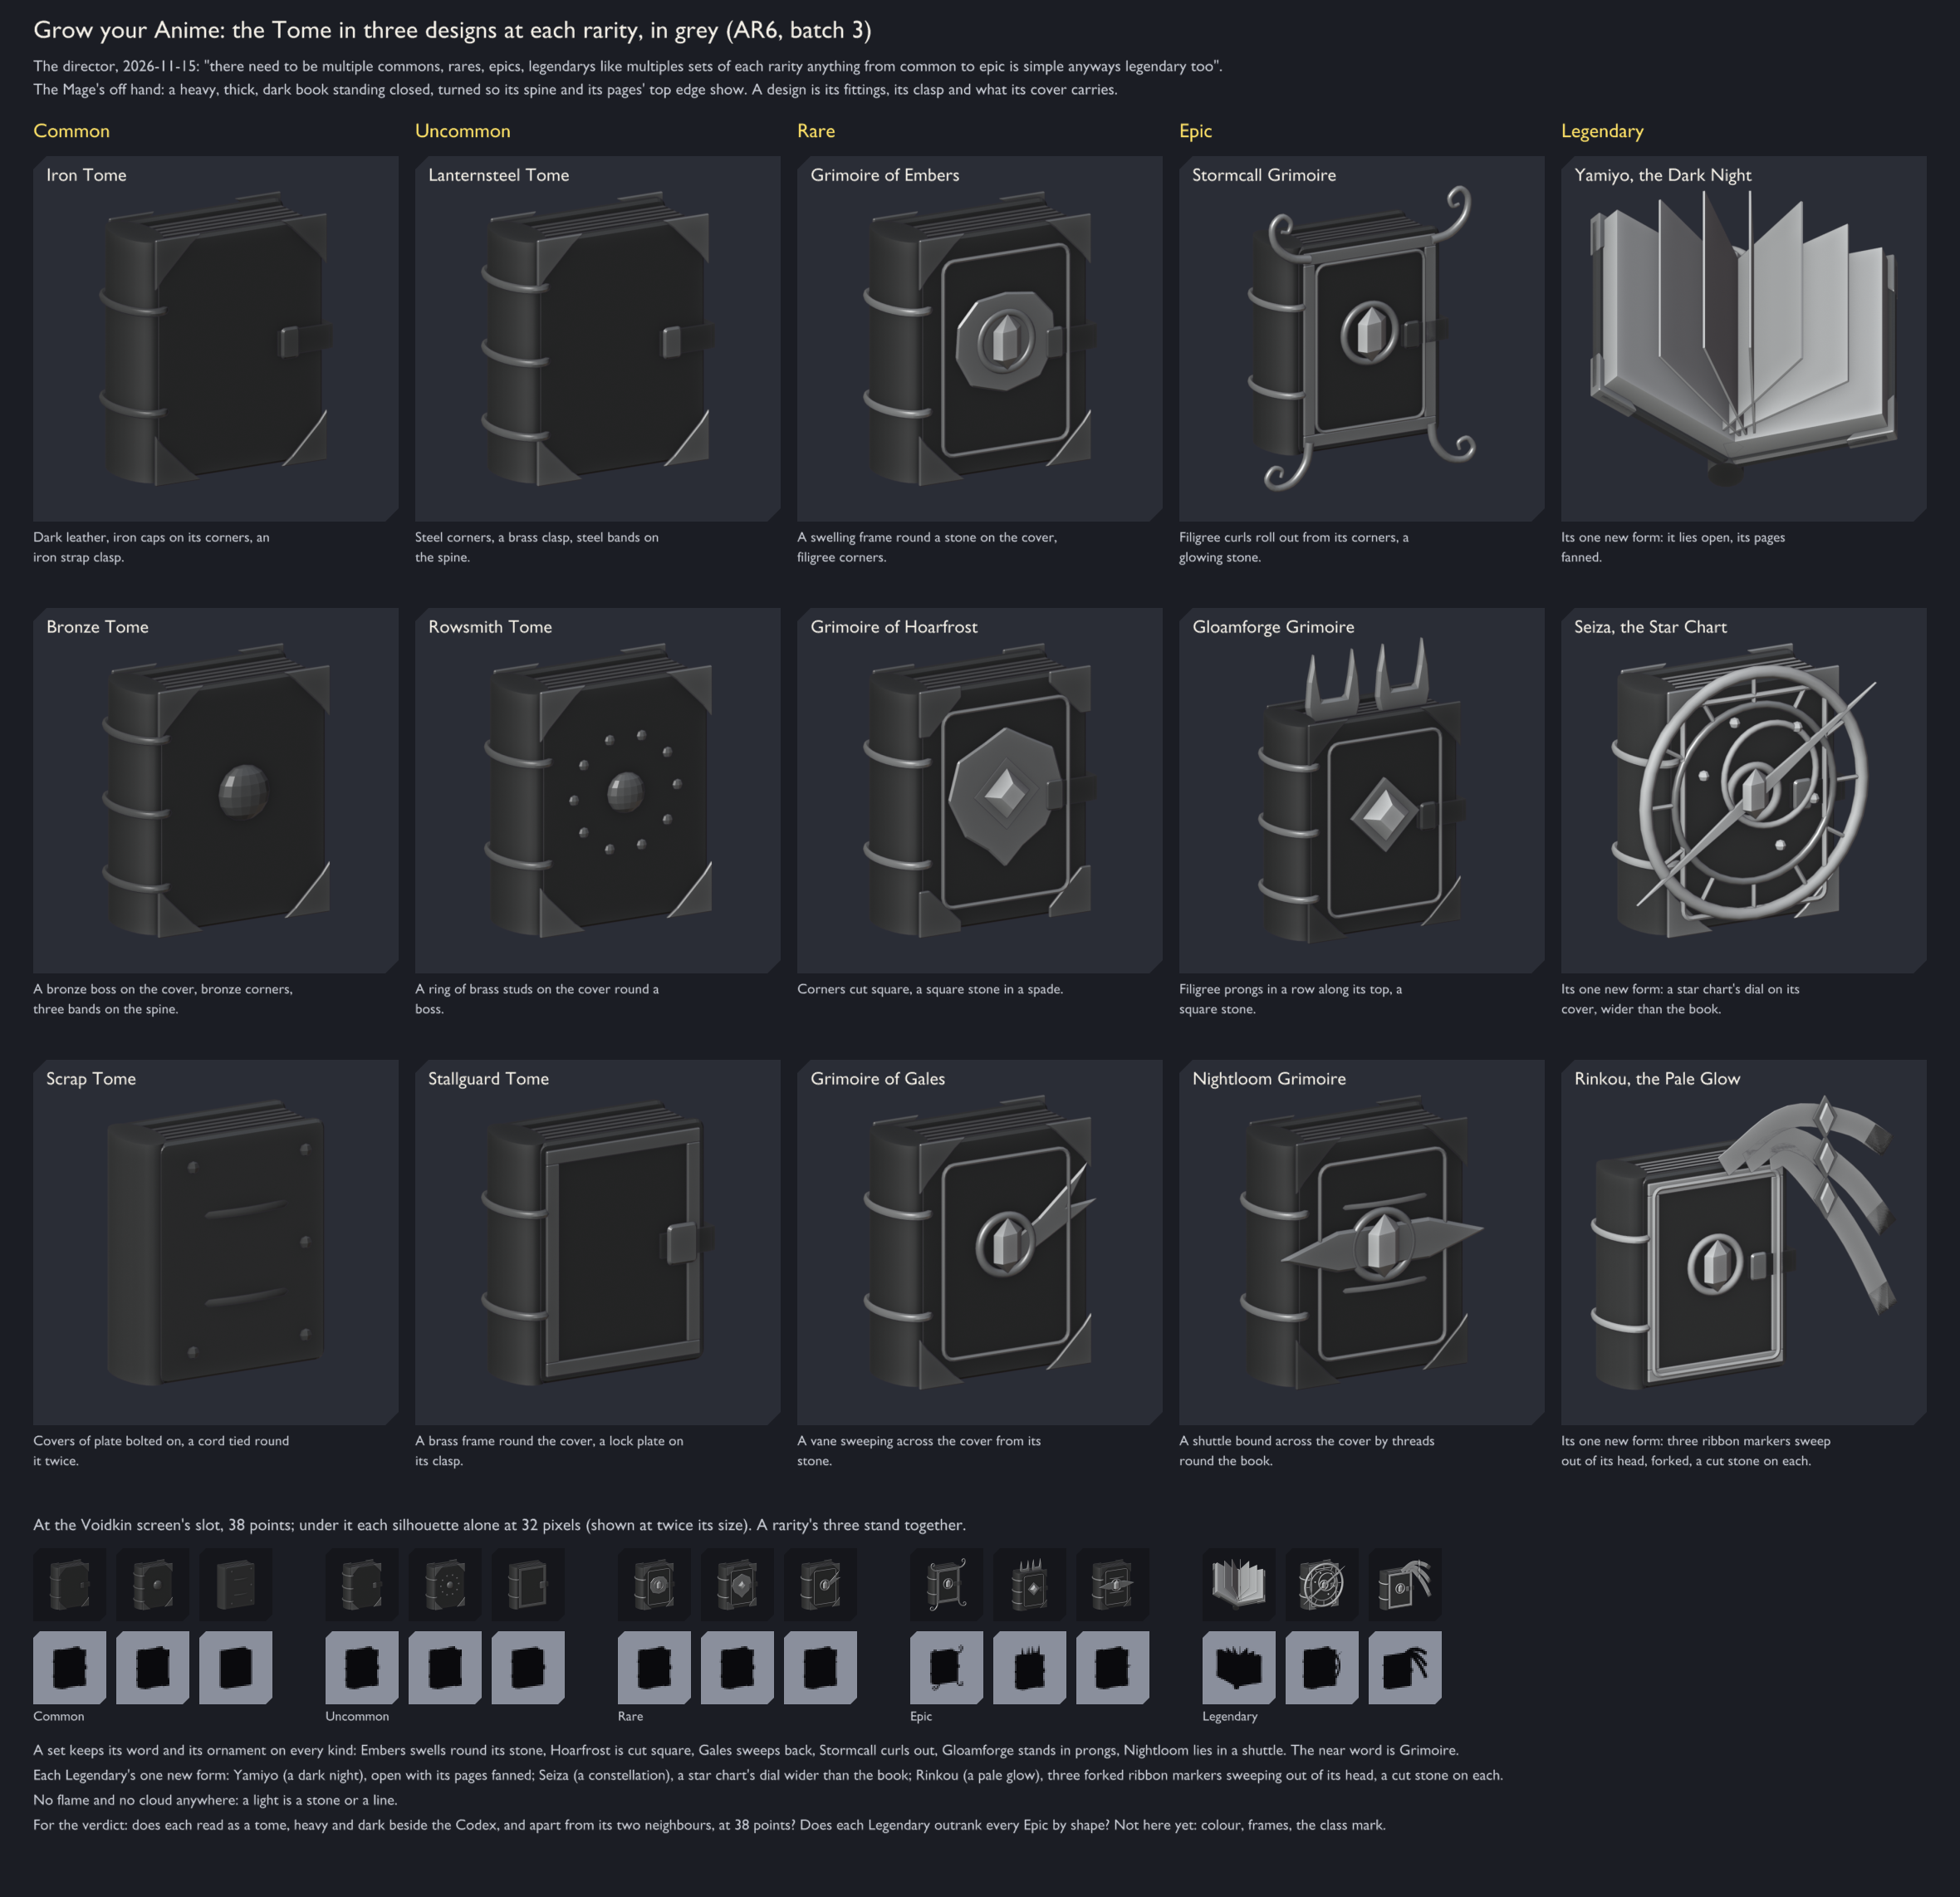 Grow your Anime: the Tome in three designs at each rarity, in grey (AR6, batch 3)
The director, 2026-11-15: "there need to be multiple commons, rares, epics, legendarys like multiples sets of each rarity anything from common to epic is simple anyways legendary too".
The Mage's off hand: a heavy, thick, dark book standing closed, turned so its spine and its pages' top edge show. A design is its fittings, its clasp and what its cover carries.
Common
Uncommon
Rare
Epic
Legendary
Iron Tome
Lanternsteel Tome
Grimoire of Embers
Stormcall Grimoire
Yamiyo, the Dark Night
Dark leather, iron caps on its corners, an
iron strap clasp.
Steel corners, a brass clasp, steel bands on
the spine.
A swelling frame round a stone on the cover,
filigree corners.
Filigree curls roll out from its corners, a
glowing stone.
Its one new form: it lies open, its pages
fanned.
Bronze Tome
Rowsmith Tome
Grimoire of Hoarfrost
Gloamforge Grimoire
Seiza, the Star Chart
A bronze boss on the cover, bronze corners,
three bands on the spine.
A ring of brass studs on the cover round a
boss.
Corners cut square, a square stone in a spade.
Filigree prongs in a row along its top, a
square stone.
Its one new form: a star chart's dial on its
cover, wider than the book.
Scrap Tome
Stallguard Tome
Grimoire of Gales
Nightloom Grimoire
Rinkou, the Pale Glow
Covers of plate bolted on, a cord tied round
it twice.
A brass frame round the cover, a lock plate on
its clasp.
A vane sweeping across the cover from its
stone.
A shuttle bound across the cover by threads
round the book.
Its one new form: three ribbon markers sweep
out of its head, forked, a cut stone on each.
At the Voidkin screen's slot, 38 points; under it each silhouette alone at 32 pixels (shown at twice its size). A rarity's three stand together.
Common
Uncommon
Rare
Epic
Legendary
A set keeps its word and its ornament on every kind: Embers swells round its stone, Hoarfrost is cut square, Gales sweeps back, Stormcall curls out, Gloamforge stands in prongs, Nightloom lies in a shuttle. The near word is Grimoire.
Each Legendary's one new form: Yamiyo (a dark night), open with its pages fanned; Seiza (a constellation), a star chart's dial wider than the book; Rinkou (a pale glow), three forked ribbon markers sweeping out of its head, a cut stone on each.
No flame and no cloud anywhere: a light is a stone or a line.
For the verdict: does each read as a tome, heavy and dark beside the Codex, and apart from its two neighbours, at 38 points? Does each Legendary outrank every Epic by shape? Not here yet: colour, frames, the class mark.